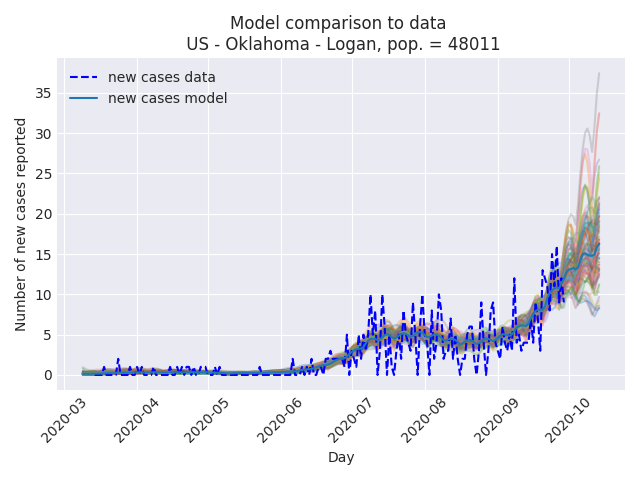 Model comparison to data
US - Oklahoma - Logan, pop. = 48011
new cases data
new cases model
Number of new cases reported
35
30
25
20
15
10
5
0
2020-03
2020-04
2020-05
2020-06
2020-07
2020-08
2020-09
2020-10
Day